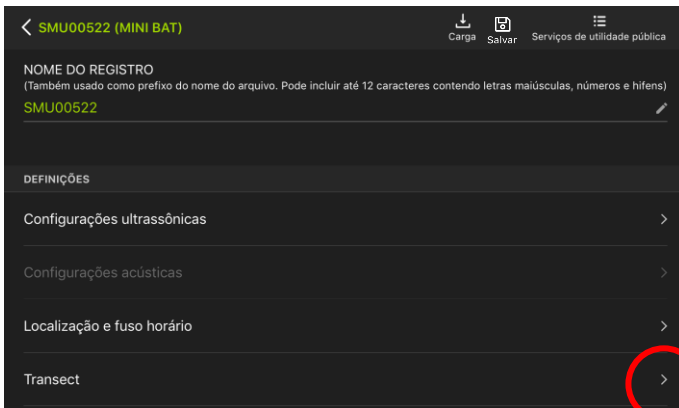 SMU00522 (MINI BAT)
Carga
Salvar
Serviços de utilidade pública
NOME DO REGISTRO
(Também usado como prefixo do nome do arquivo. Pode incluir até 12 caracteres contendo letras maiúsculas, números e hifens)
SMU00522
DEFINIÇÕES
Configurações ultrassônicas
Configurações acústicas
Localização e fuso horário
Transect